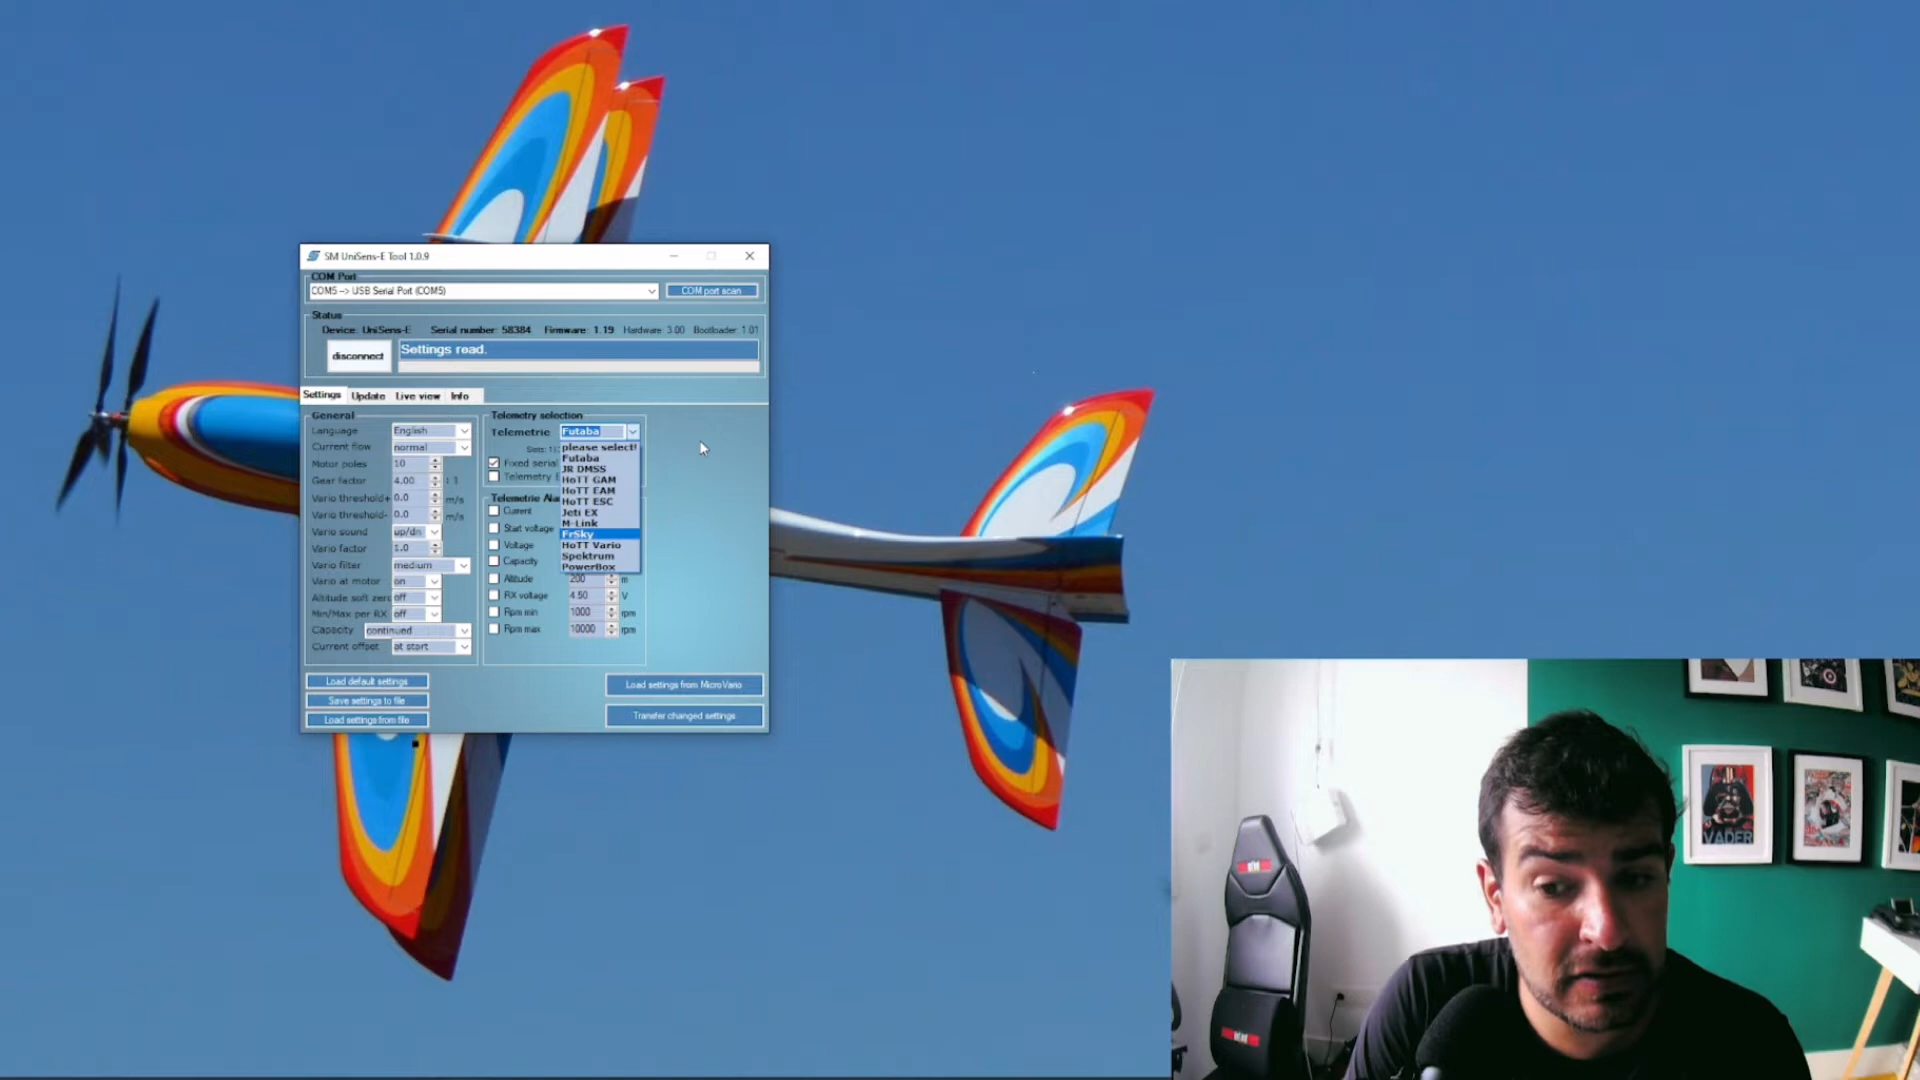 SM UniSens-E Tool 1.0.9
COM Port
COM5 --> USB Serial Port (COM5)
COM port scan
Status
Device: UniSens-E Serial number: 58384 Firmware: 1.19 Hardware: 3.00 Bootloader: 1.01
disconnect
Settings read.
Settings Update Live view Info
General
Language English
Current flow normal
Motor poles 10
Gear factor 4.00 : 1
Vario threshold+ 0.0 m/s
Vario threshold- 0.0 m/s
Vario sound up/dn
Vario factor 1.0
Vario filter medium
Vario at motor on
Altitude soft zero off
Min/Max per RX off
Capacity continued
Current offset at start
Telemetry selection
Telemetrie Futaba
Fixed serial
Telemetry
please select!
Futaba
JR DMSS
HoTT GAM
HoTT EAM
HoTT ESC
Jeti EX
M-Link
FrSky
HoTT Vario
Spektrum
PowerBox
Telemetrie
Current
Start voltage
Voltage
Capacity
Altitude 200 m
RX voltage 4.50 V
Rpm min 1000 rpm
Rpm max 10000 rpm
Load default settings
Save settings to file
Load settings from file
Load settings from MicroVario
Transfer changed settings
VADER